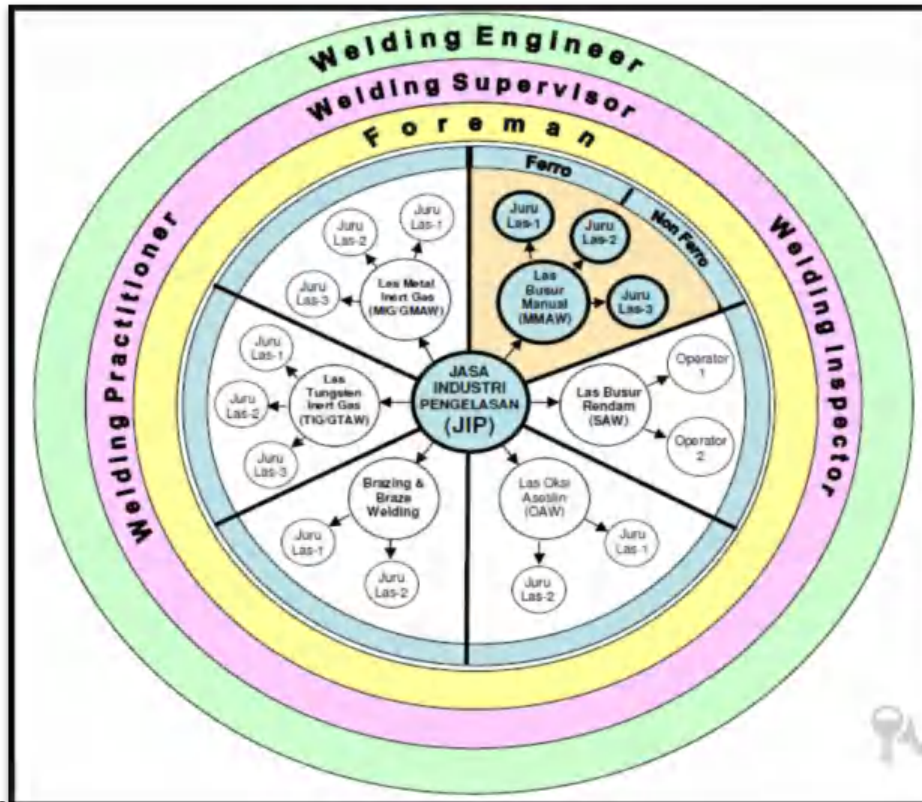 Welding Engineer
Welding Supervisor
Foreman
Welding Practitioner
Welding Inspector
Ferro
Non Ferro
Juru
Las-1
Juru
Las-2
Juru
Las-3
Las Metal
Inert Gas
(MIG/GMAW)
Juru
Las-1
Juru
Las-2
Juru
Las-3
Las
Busur
Manual
(MMAW)
Juru
Las-1
Juru
Las-2
Juru
Las-3
Las
Tungsten
Inert Gas
(TIG/GTAW)
JASA
INDUSTRI
PENGELASAN
(JIP)
Las Busur
Rendam
(SAW)
Operator
1
Operator
2
Brazing &
Braze
Welding
Juru
Las-1
Juru
Las-2
Las Oksi
Asetilin
(OAW)
Juru
Las-1
Juru
Las-2